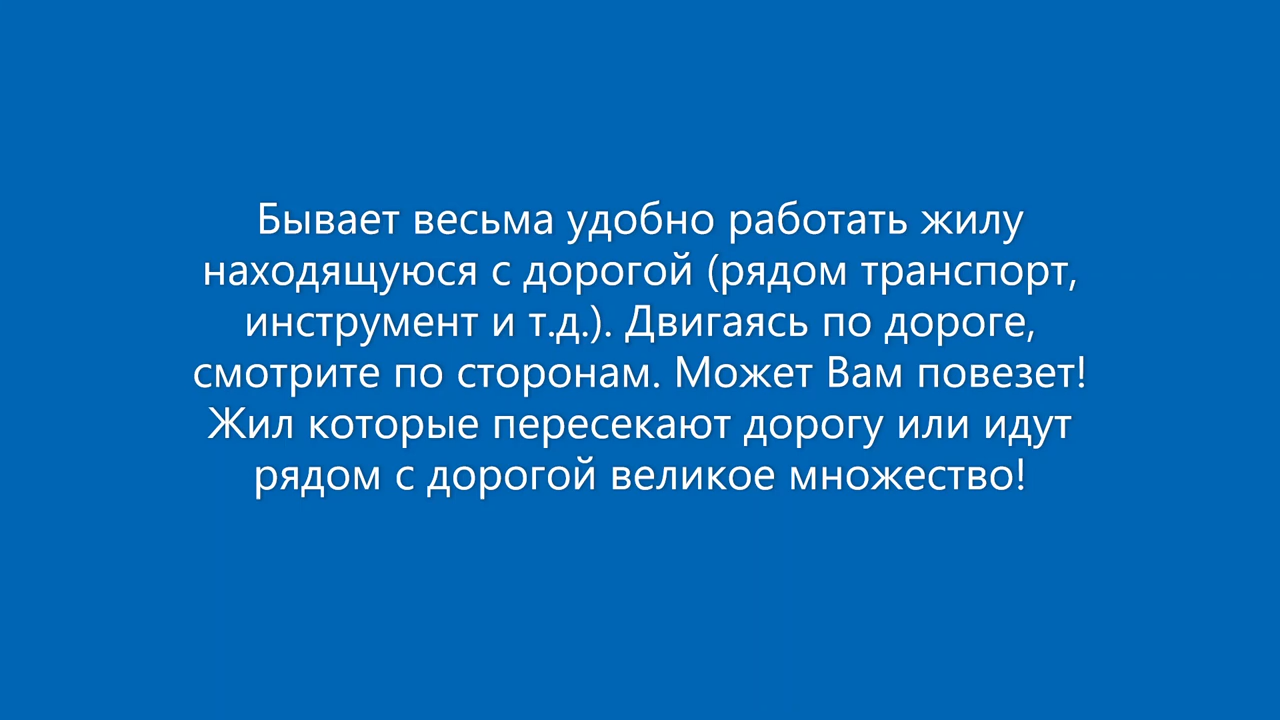 Бывает весьма удобно работать жилу
находящуюся с дорогой (рядом транспорт,
инструмент и т.д.). Двигаясь по дороге,
смотрите по сторонам. Может Вам повезет!
Жил которые пересекают дорогу или идут
рядом с дорогой великое множество!